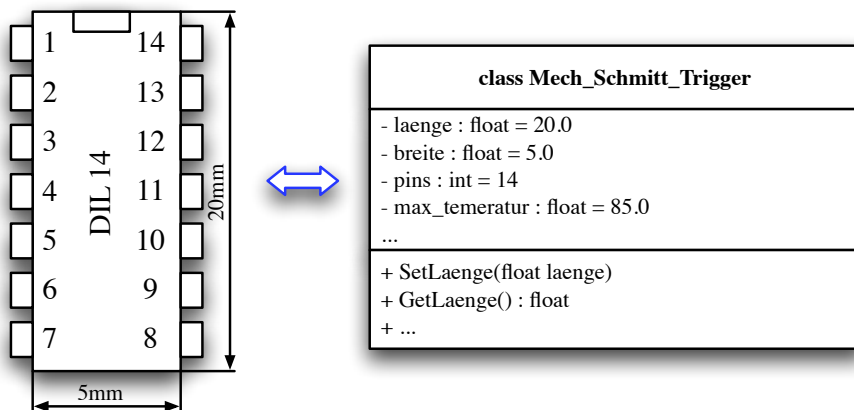 1 14
2 13
3 12
4 11
5 10
6 9
7 8
DIL 14
20mm
5mm
class Mech_Schmitt_Trigger
- laenge : float = 20.0
- breite : float = 5.0
- pins : int = 14
- max_temeratur : float = 85.0
...
+ SetLaenge(float laenge)
+ GetLaenge() : float
+ ...